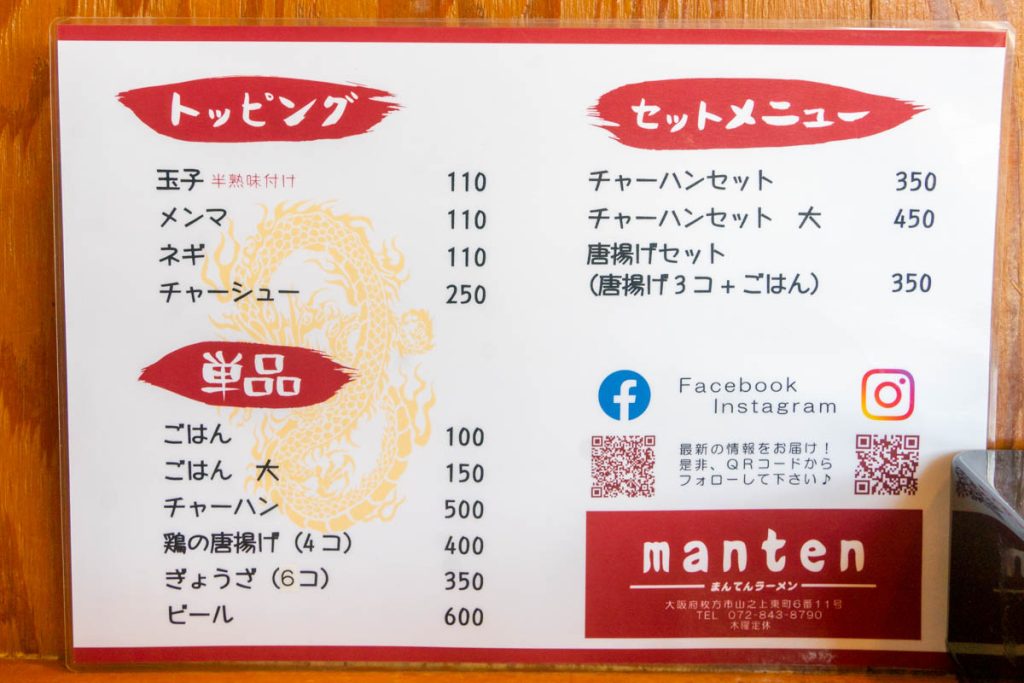 トッピング
玉子 半熟味付け 110
メンマ 110
ネギ 110
チャーシュー 250
単品
ごはん 100
ごはん 大 150
チャーハン 500
鶏の唐揚げ（4コ） 400
ぎょうざ（6コ） 350
ビール 600
セットメニュー
チャーハンセット 350
チャーハンセット 大 450
唐揚げセット
（唐揚げ3コ+ごはん） 350
Facebook
Instagram
最新の情報をお届け！
是非、QRコードから
フォローして下さい♪
manten
まんてんラーメン
大阪府枚方市山之上東町6番11号
TEL 072-843-8790
木曜定休